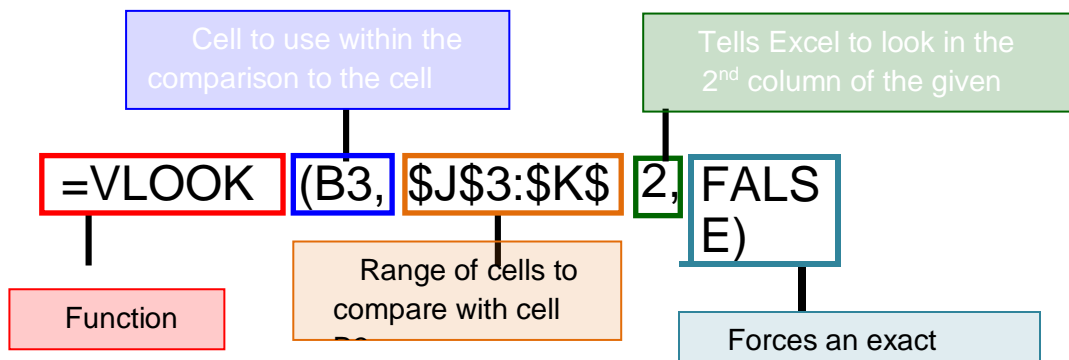 Cell to use within the
comparison to the cell
Tells Excel to look in the
2nd column of the given
=VLOOK (B3, $J$3:$K$ 2, FALS
E)
Range of cells to
compare with cell
Function
Forces an exact